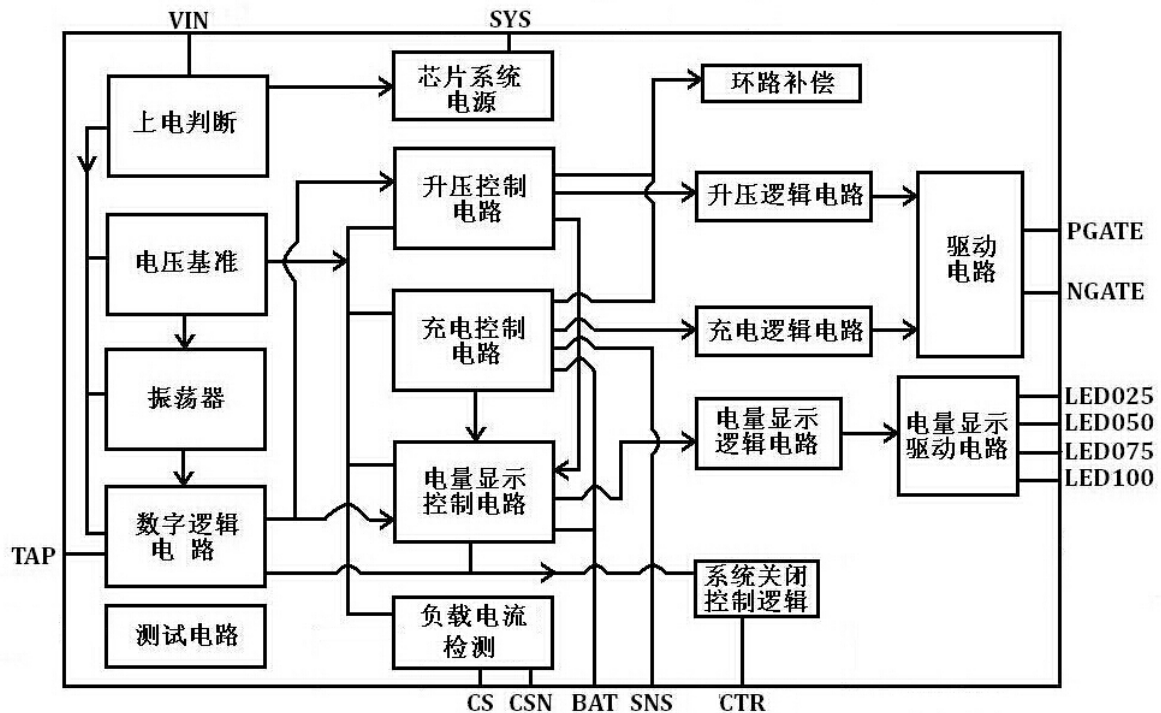 VIN
SYS
上电判断
芯片系统
电源
环路补偿
升压控制
电路
升压逻辑电路
驱动
电路
PGATE
NGATE
电压基准
充电控制
电路
充电逻辑电路
振荡器
电量显示
控制电路
电量显示
逻辑电路
电量显示
驱动电路
LED025
LED050
LED075
LED100
TAP
数字逻辑
电 路
系统关闭
控制逻辑
测试电路
负载电流
检测
CS
CSN
BAT
SNS
CTR